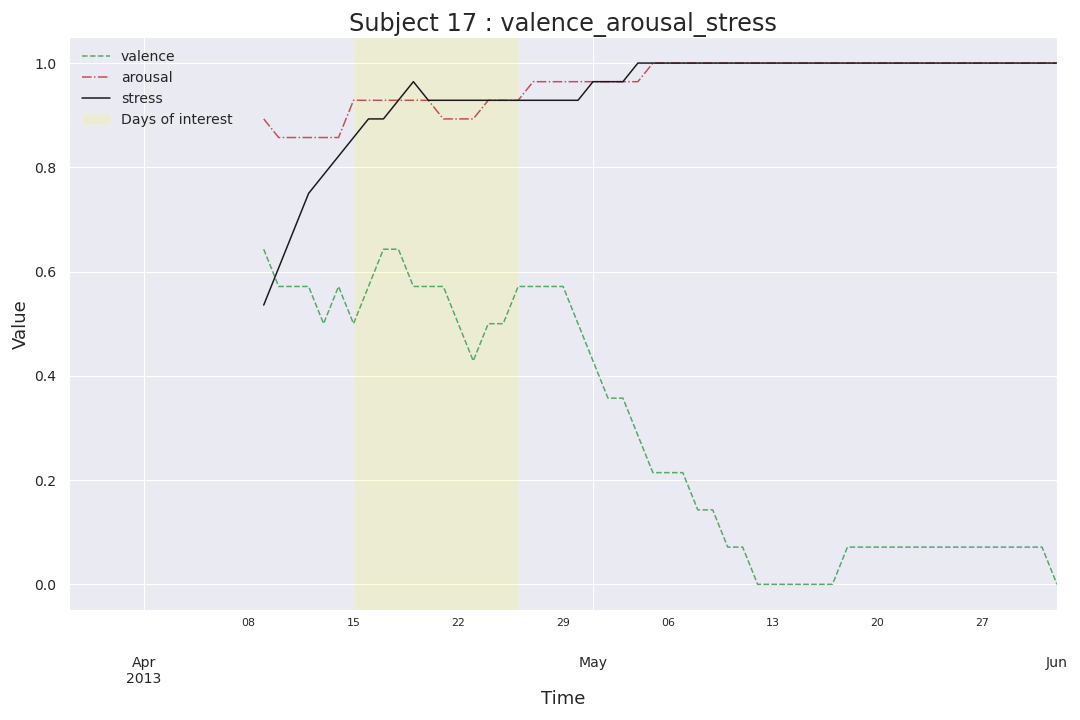 Subject 17 : valence_arousal_stress
valence
arousal
stress
Days of interest
1.0
0.8
0.6
0.4
0.2
0.0
Value
08 15 22 29 06 13 20 27
Apr May Jun
2013
Time